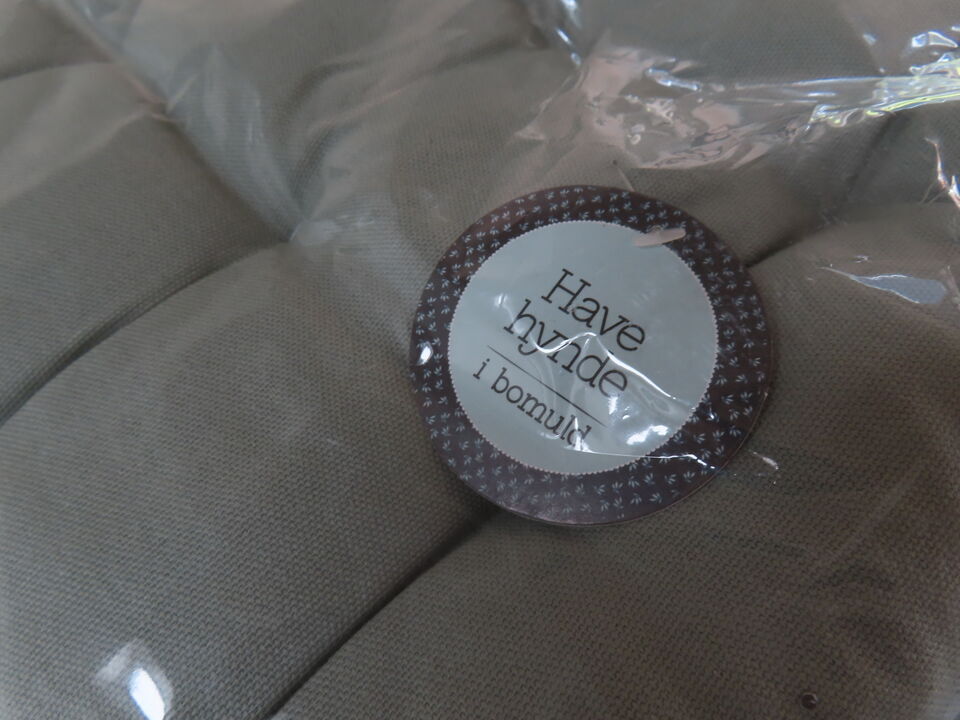 Have
hynde
i bomuld